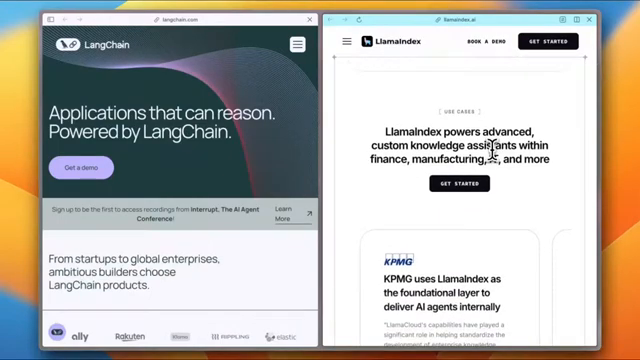 langchain.com
LangChain
Applications that can reason.
Powered by LangChain.
Get a demo
Sign up to be the first to access recordings from Interrupt, The AI Agent
Conference!
Learn
More
From startups to global enterprises,
ambitious builders choose
LangChain products.
ally
Rakuten
Klarna.
RIPPLING
elastic
llamaindex.ai
LlamaIndex
BOOK A DEMO
GET STARTED
[ USE CASES ]
LlamaIndex powers advanced,
custom knowledge assistants within
finance, manufacturing, and more
GET STARTED
KPMG
KPMG uses LlamaIndex as
the foundational layer to
deliver AI agents internally
"LlamaCloud's capabilities have played a
significant role in helping standardize the
development of enterprise knowledge